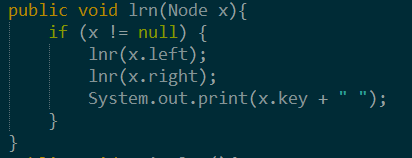 public void lrn(Node x){
    if (x != null) {
        lnr(x.left);
        lnr(x.right);
        System.out.print(x.key + " ");
    }
}